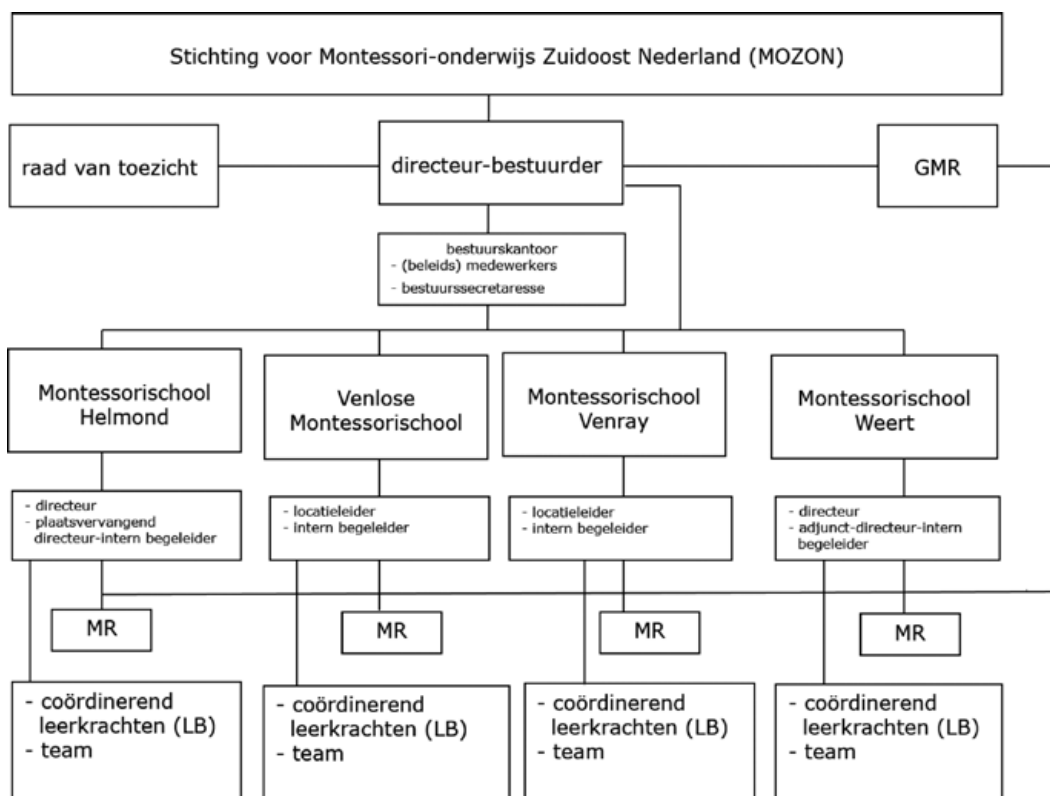 Stichting voor Montessori-onderwijs Zuidoost Nederland (MOZON)
raad van toezicht
directeur-bestuurder
GMR
bestuurskantoor
- (beleids) medewerkers
- bestuurssecretaresse
Montessorischool
Helmond
Venlose
Montessorischool
Montessorischool
Venray
Montessorischool
Weert
- directeur
- plaatsvervangend
directeur-intern begeleider
- locatieleider
- intern begeleider
- locatieleider
- intern begeleider
- directeur
- adjunct-directeur-intern
begeleider
MR
MR
MR
MR
- coördinerend
leerkrachten (LB)
- team
- coördinerend
leerkrachten (LB)
- team
- coördinerend
leerkrachten (LB)
- team
- coördinerend
leerkrachten (LB)
- team